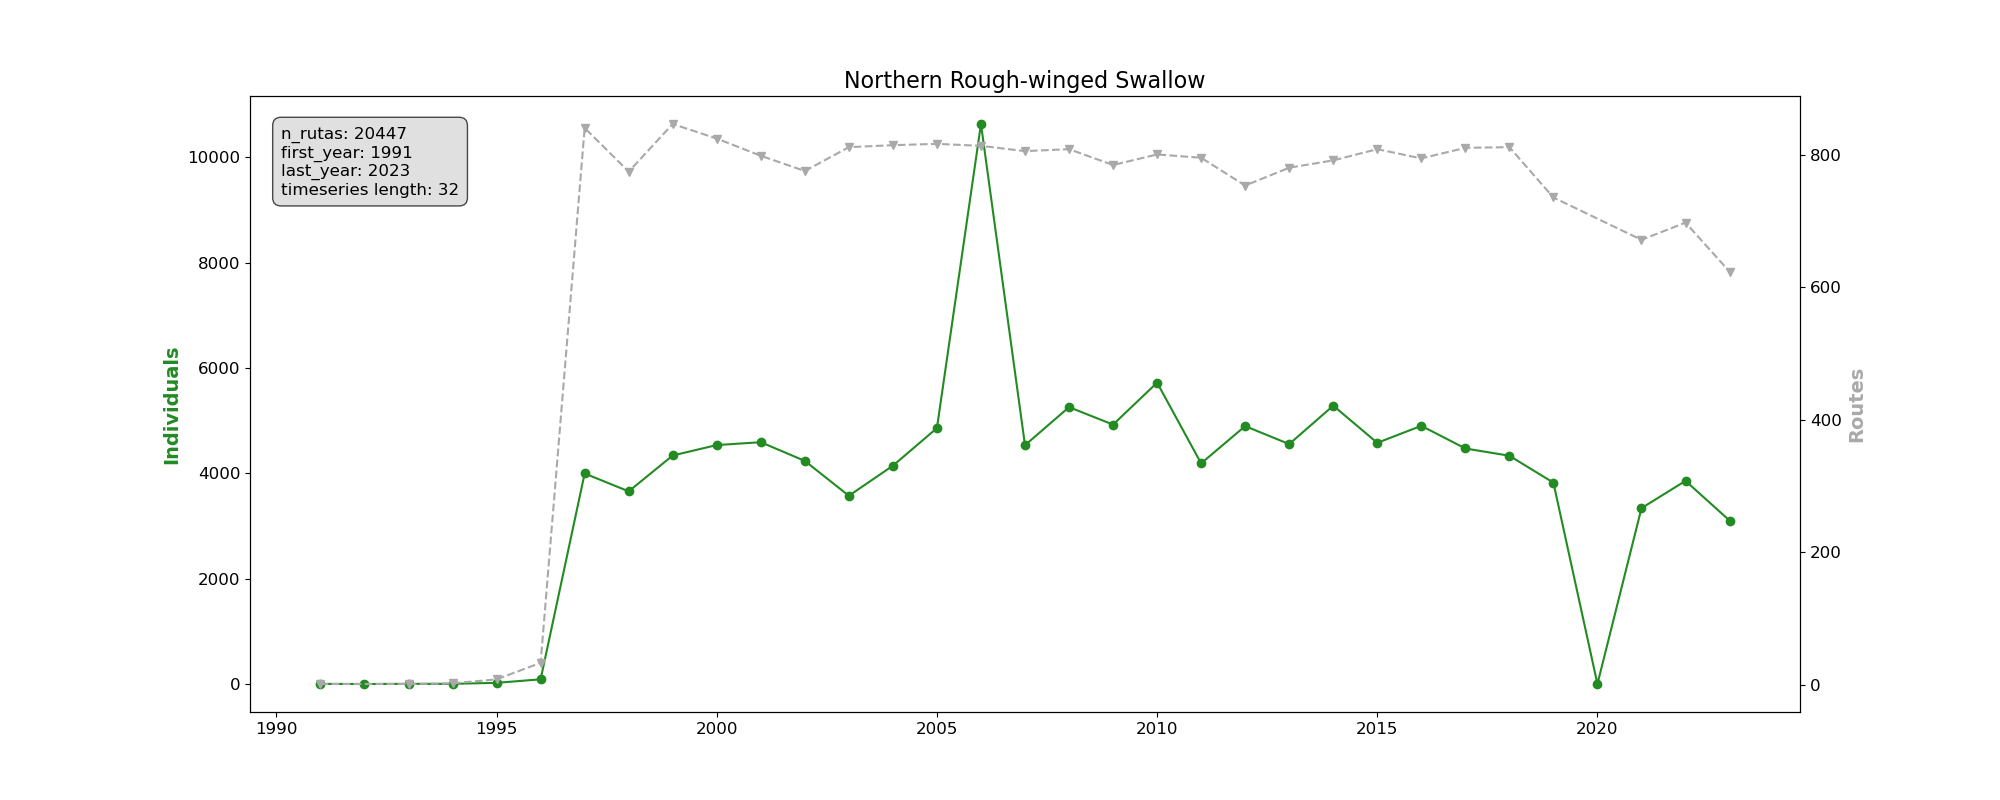 Northern Rough-winged Swallow
n_rutas: 20447
first_year: 1991
last_year: 2023
timeseries length: 32
Individuals
10000
8000
6000
4000
2000
0
Routes
800
600
400
200
0
1990 1995 2000 2005 2010 2015 2020